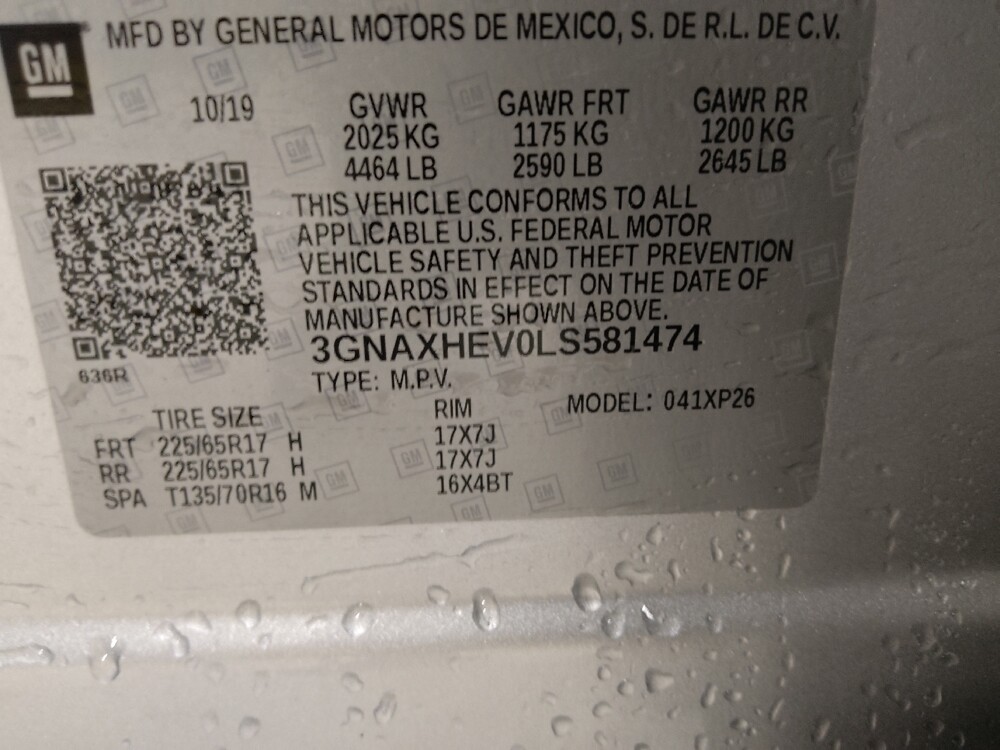 MFD BY GENERAL MOTORS DE MEXICO, S. DE R.L. DE C.V.
GM
10/19 GVWR GAWR FRT GAWR RR
2025 KG 1175 KG 1200 KG
4464 LB 2590 LB 2645 LB
THIS VEHICLE CONFORMS TO ALL
APPLICABLE U.S. FEDERAL MOTOR
VEHICLE SAFETY AND THEFT PREVENTION
STANDARDS IN EFFECT ON THE DATE OF
MANUFACTURE SHOWN ABOVE.
3GNAXHEV0LS581474
636R
TYPE: M.P.V.
TIRE SIZE RIM MODEL: 041XP26
FRT 225/65R17 H 17X7J
RR 225/65R17 H 17X7J
SPA T135/70R16 M 16X4BT